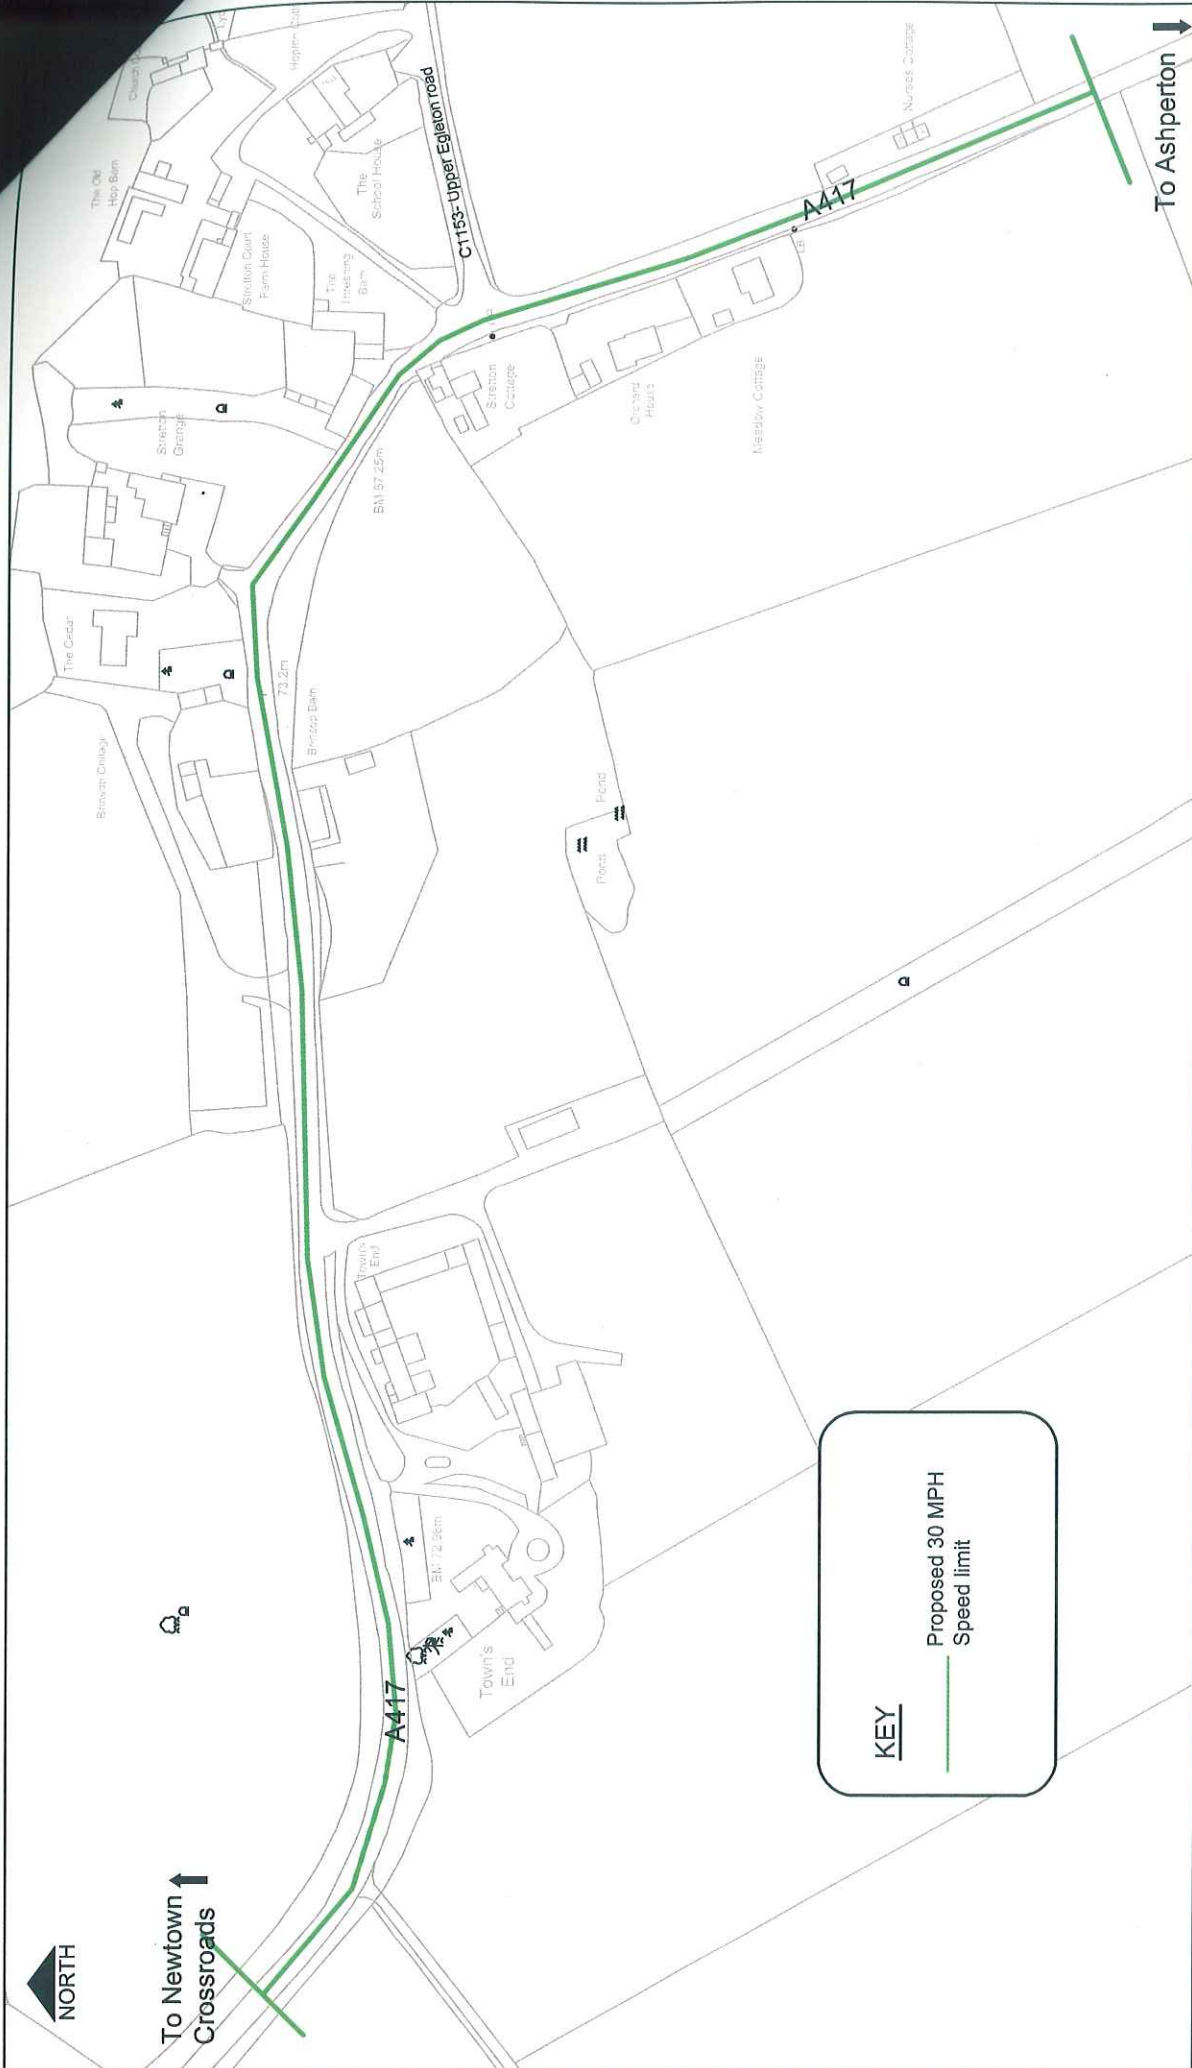 NORTH
To Newtown
Crossroads
A417
Town's
End
BM 72.96m
Town's
End
KEY
Proposed 30 MPH
Speed limit
Pond
Pond
73.2m
The Cedar
Stretton
Grange
BM 67.25m
Stretton
Cottage
Orchard
House
Meadow Cottage
LB
Stretton Court
Farm House
The
Threshing
Barn
The Old
Hop Barn
The
School House
C1153- Upper Egleton road
A417
Nurses Cottage
To Ashperton